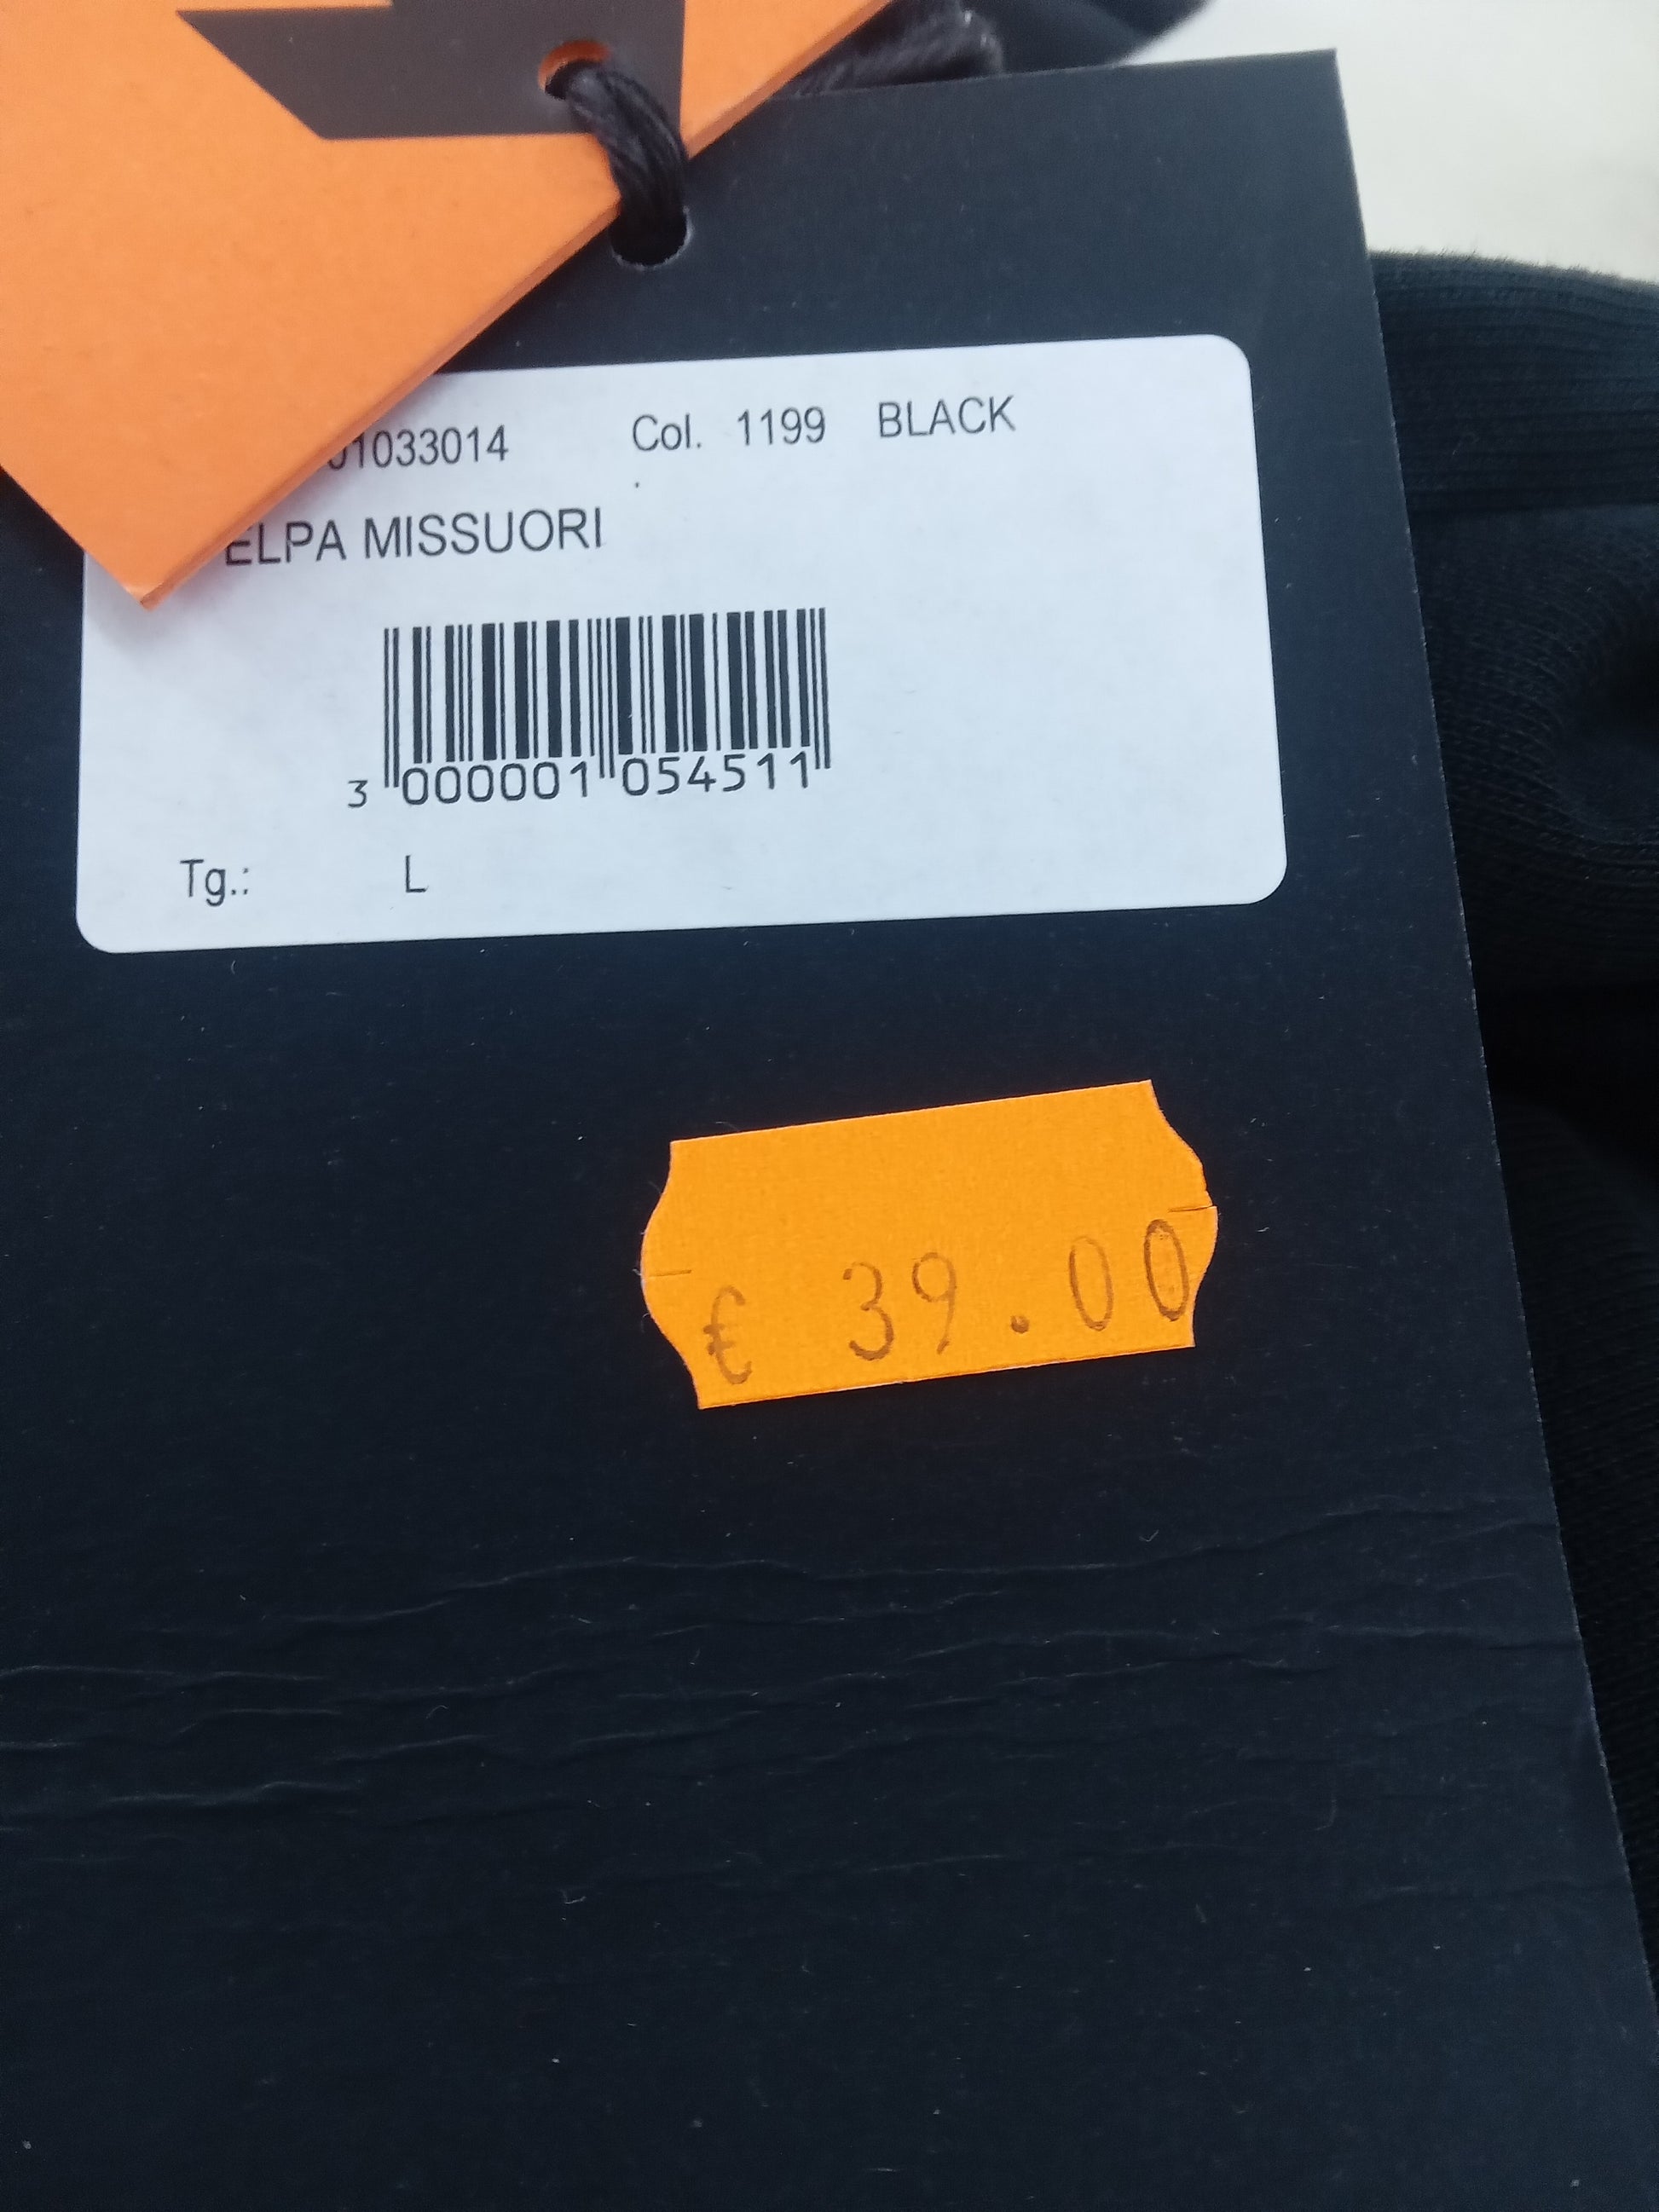 01033014 Col. 1199 BLACK
ELPA MISSUORI
3 000001 054511
Tg.: L
€ 39.00